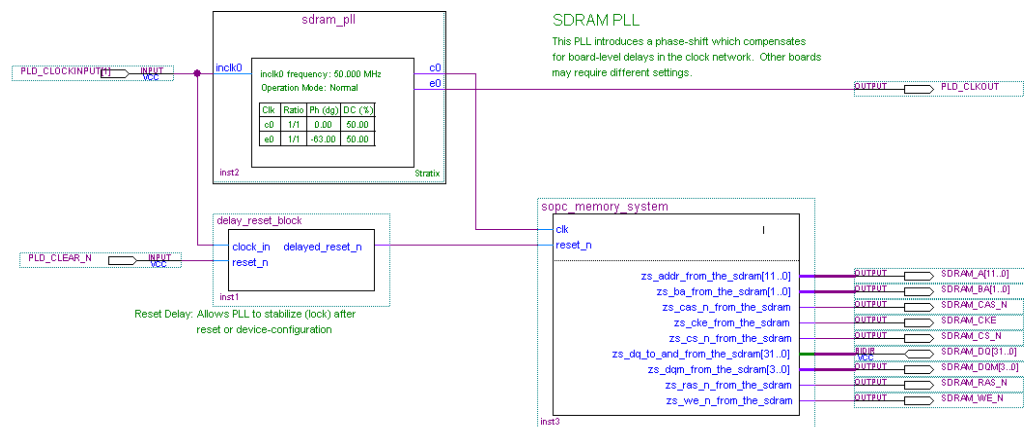 sdram_pll
SDRAM PLL
This PLL introduces a phase-shift which compensates
for board-level delays in the clock network. Other boards
may require different settings.
PLD_CLOCKINPUT[1]
INPUT
VCC
inclk0
c0
e0
inclk0 frequency: 50.000 MHz
Operation Mode: Normal
Clk Ratio Ph (dg) DC (%)
c0 1/1 0.00 50.00
e0 1/1 -63.00 50.00
inst2
Stratix
OUTPUT
PLD_CLKOUT
delay_reset_block
clock_in delayed_reset_n
reset_n
inst1
PLD_CLEAR_N
INPUT
VCC
Reset Delay: Allows PLL to stabilize (lock) after
reset or device-configuration
sopc_memory_system
clk
I
reset_n
zs_addr_from_the_sdram[11..0]
OUTPUT
SDRAM_A[11..0]
zs_ba_from_the_sdram[1..0]
OUTPUT
SDRAM_BA[1..0]
zs_cas_n_from_the_sdram
OUTPUT
SDRAM_CAS_N
zs_cke_from_the_sdram
OUTPUT
SDRAM_CKE
zs_cs_n_from_the_sdram
OUTPUT
SDRAM_CS_N
zs_dq_to_and_from_the_sdram[31..0]
BIDIR
VCC
SDRAM_DQ[31..0]
zs_dqm_from_the_sdram[3..0]
OUTPUT
SDRAM_DQM[3..0]
zs_ras_n_from_the_sdram
OUTPUT
SDRAM_RAS_N
zs_we_n_from_the_sdram
OUTPUT
SDRAM_WE_N
inst3